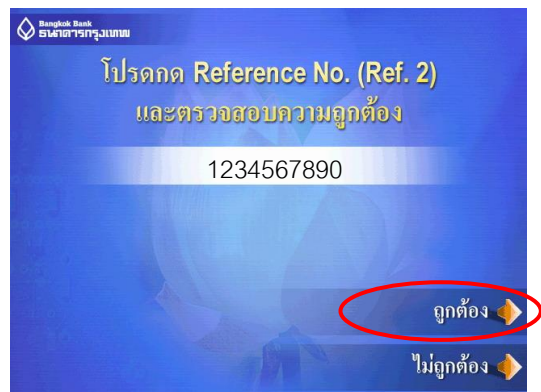 Bangkok Bank
ธนาคารกรุงเทพ
โปรดกด Reference No. (Ref. 2)
และตรวจสอบความถูกต้อง
1234567890
ถูกต้อง
ไม่ถูกต้อง